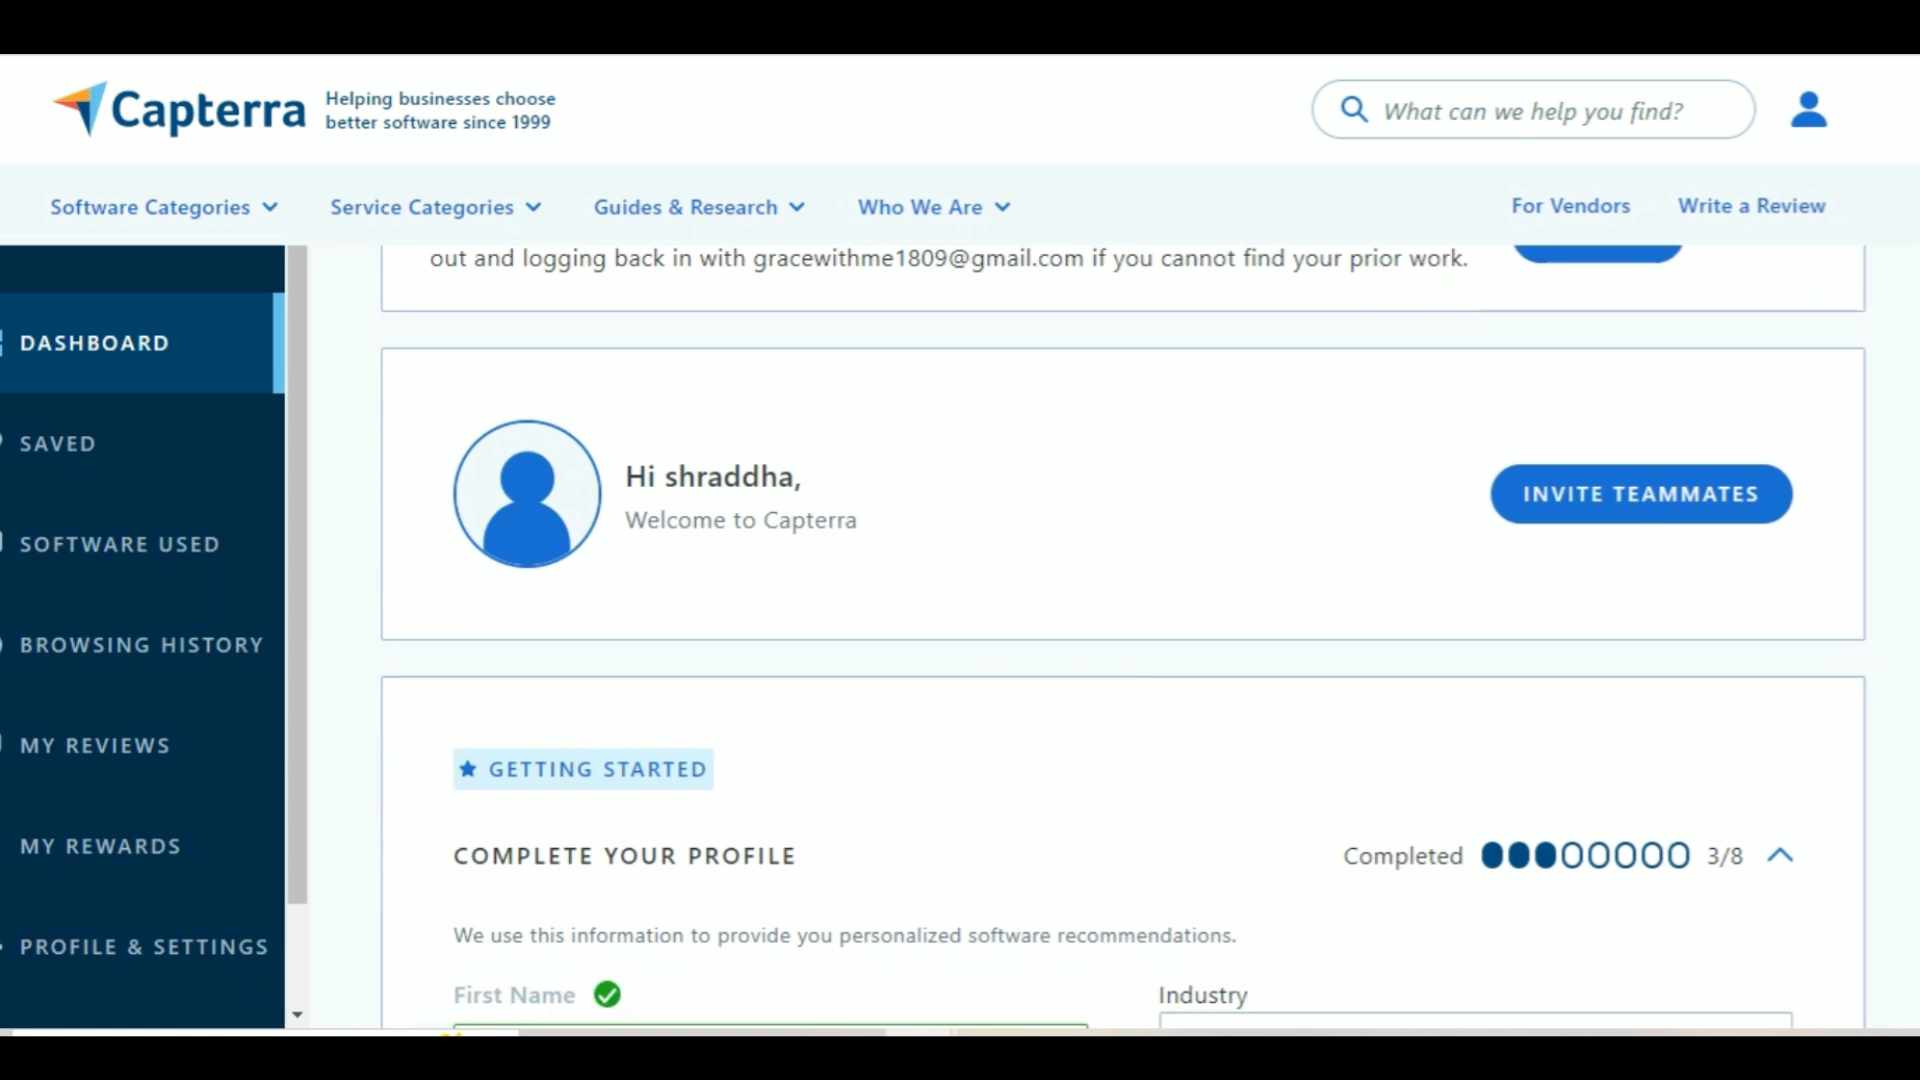 Capterra
Helping businesses choose
better software since 1999
What can we help you find?
Software Categories
Service Categories
Guides & Research
Who We Are
For Vendors
Write a Review
out and logging back in with gracewithme1809@gmail.com if you cannot find your prior work.
DASHBOARD
SAVED
SOFTWARE USED
BROWSING HISTORY
MY REVIEWS
MY REWARDS
PROFILE & SETTINGS
Hi shraddha,
Welcome to Capterra
INVITE TEAMMATES
GETTING STARTED
COMPLETE YOUR PROFILE
Completed 3/8
We use this information to provide you personalized software recommendations.
First Name
Industry